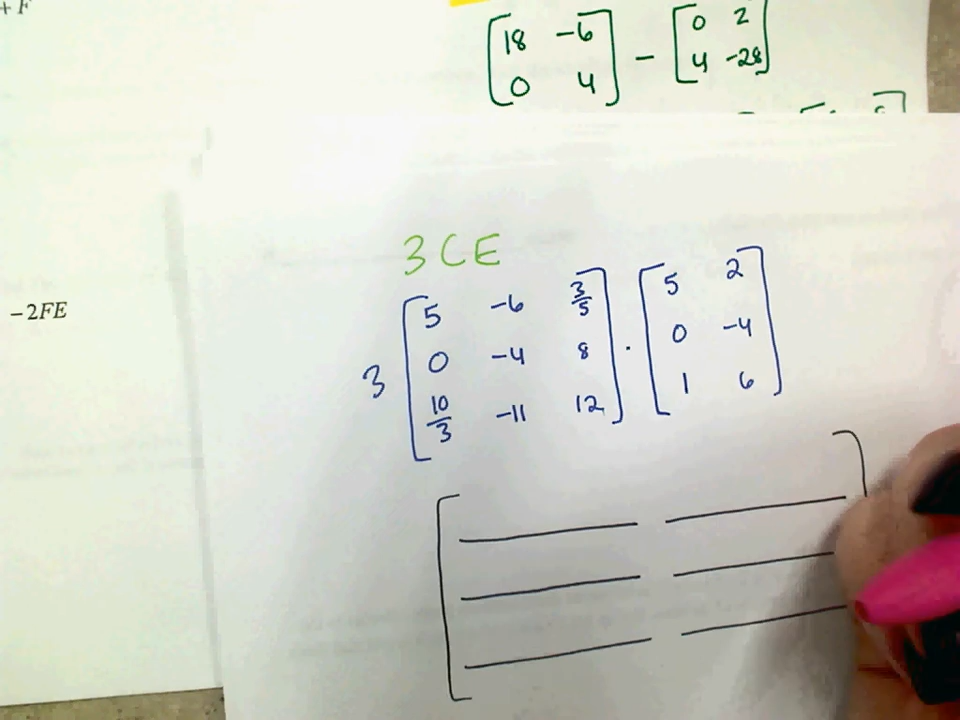 + F
18 -6 0 2
0 4 - 4 -28
-2FE
3CE
5 -6 3/5 5 2
3 0 -4 8 · 0 -4
10/3 -11 12 1 6